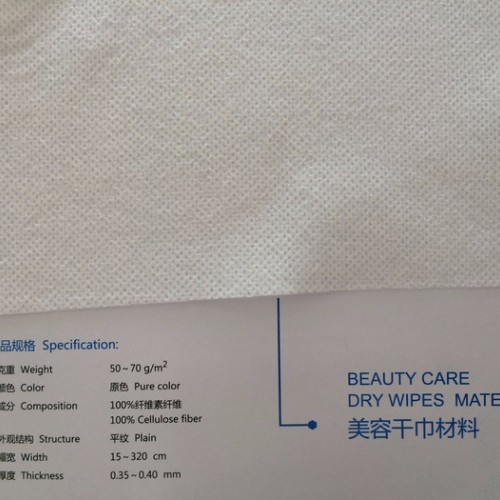 品规格 Specification:
克重 Weight 50~70 g/m²
颜色 Color 原色 Pure color
成分 Composition 100%纤维素纤维
100% Cellulose fiber
外观结构 Structure 平纹 Plain
幅宽 Width 15~320 cm
厚度 Thickness 0.35~0.40 mm
BEAUTY CARE
DRY WIPES MATE
美容干巾材料